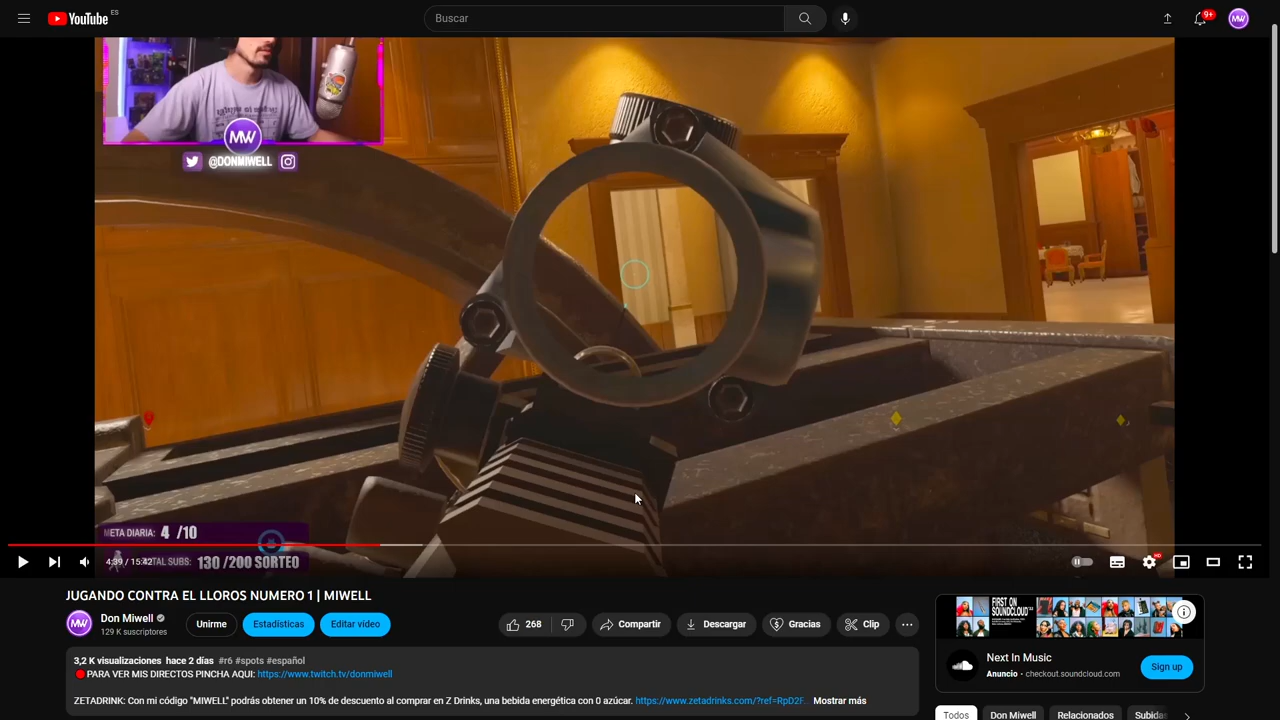 YouTube ES
Buscar
9+
MW
MW
@DONMIWELL
META DIARIA: 4 /10
TOTAL SUBS: 130 /200 SORTEO
4:39 / 15:42
HD
JUGANDO CONTRA EL LLOROS NUMERO 1 | MIWELL
MW
Don Miwell
129 K suscriptores
Unirme
Estadísticas
Editar vídeo
268
Compartir
Descargar
Gracias
Clip
3,2 K visualizaciones hace 2 días #r6 #spots #español
PARA VER MIS DIRECTOS PINCHA AQUI: https://www.twitch.tv/donmiwell
ZETADRINK: Con mi código "MIWELL" podrás obtener un 10% de descuento al comprar en Z Drinks, una bebida energética con 0 azúcar. https://www.zetadrinks.com/?ref=RpD2F... Mostrar más
FIRST ON
SOUNDCLOUD
Next In Music
Anuncio • checkout.soundcloud.com
Sign up
Todos
Don Miwell
Relacionados
Subidas